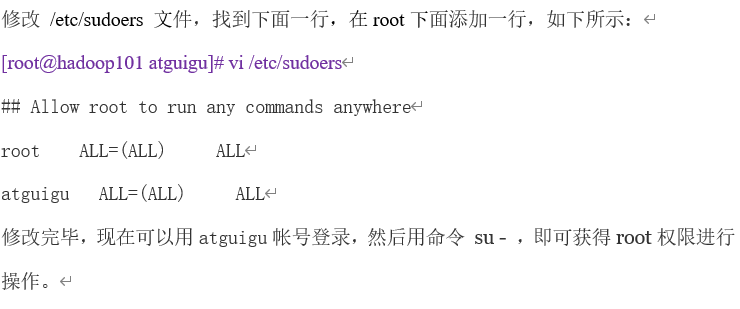 修改 /etc/sudoers 文件，找到下面一行，在 root 下面添加一行，如下所示：↵
[root@hadoop101 atguigu]# vi /etc/sudoers↵
## Allow root to run any commands anywhere↵
root    ALL=(ALL)     ALL↵
atguigu   ALL=(ALL)     ALL↵
修改完毕，现在可以用 atguigu 帐号登录，然后用命令 su - ，即可获得 root 权限进行
操作。↵